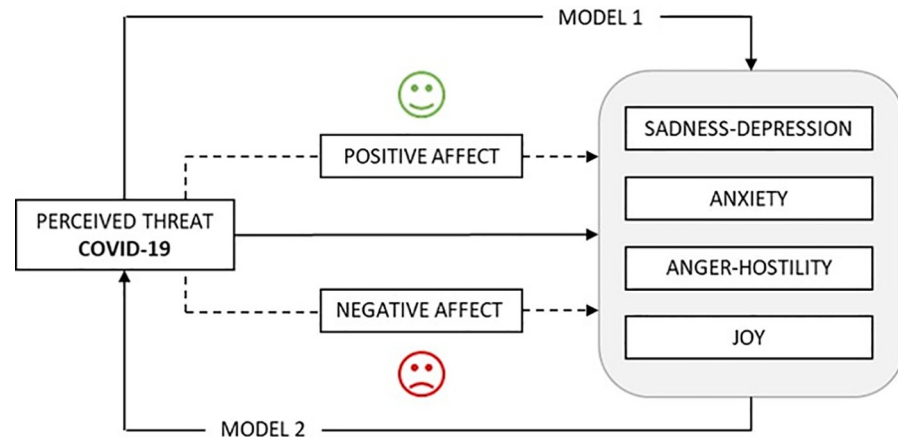 MODEL 1
SADNESS-DEPRESSION
POSITIVE AFFECT
ANXIETY
PERCEIVED THREAT
COVID-19
ANGER-HOSTILITY
NEGATIVE AFFECT
JOY
MODEL 2